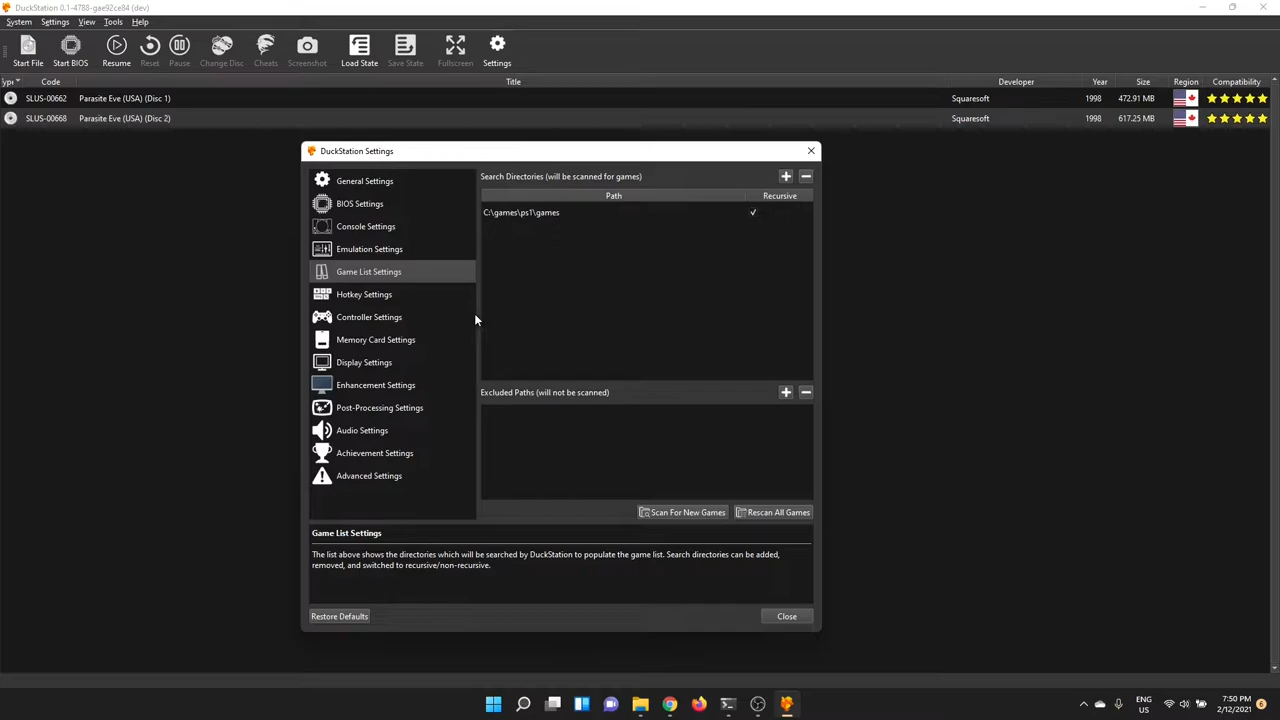 DuckStation 0.1-4788-gae92ce84 (dev)
System Settings View Tools Help
Start File Start BIOS Resume Reset Pause Change Disc Cheats Screenshot Load State Save State Fullscreen Settings
ype Code Title Developer Year Size Region Compatibility
SLUS-00662 Parasite Eve (USA) (Disc 1) Squaresoft 1998 472.91 MB
SLUS-00668 Parasite Eve (USA) (Disc 2) Squaresoft 1998 617.25 MB
DuckStation Settings
General Settings
BIOS Settings
Console Settings
Emulation Settings
Game List Settings
Hotkey Settings
Controller Settings
Memory Card Settings
Display Settings
Enhancement Settings
Post-Processing Settings
Audio Settings
Achievement Settings
Advanced Settings
Search Directories (will be scanned for games)
Path Recursive
C:\games\ps1\games
Excluded Paths (will not be scanned)
Scan For New Games Rescan All Games
Game List Settings
The list above shows the directories which will be searched by DuckStation to populate the game list. Search directories can be added,
removed, and switched to recursive/non-recursive.
Restore Defaults Close
ENG
US
7:50 PM
2/12/2021
6